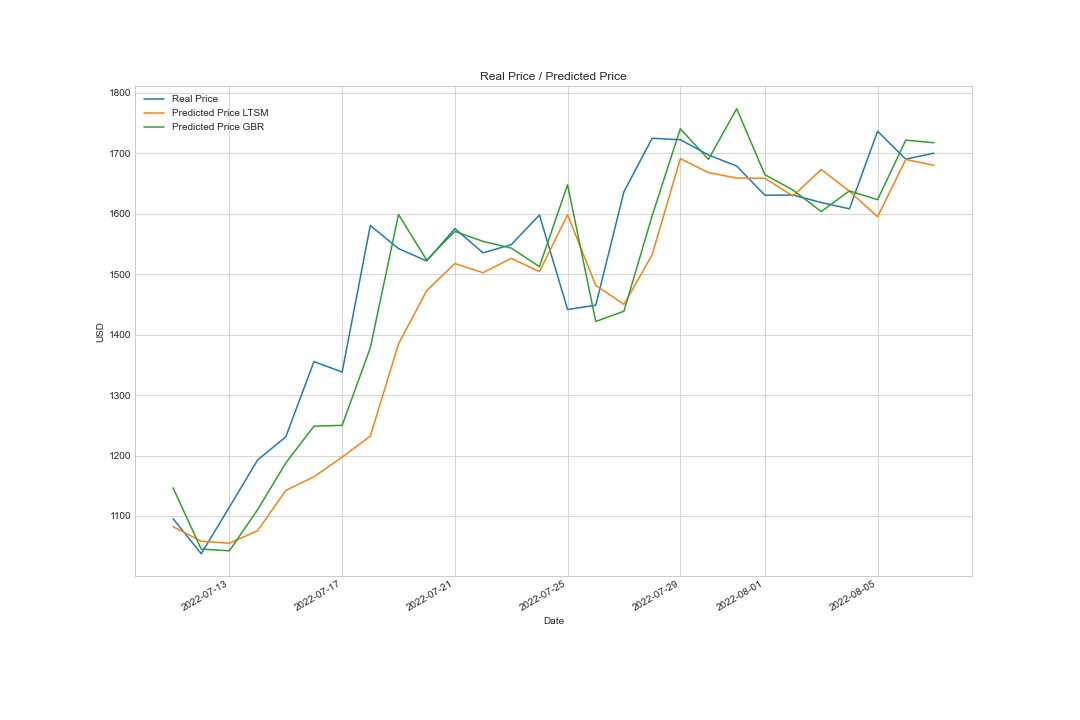 Real Price / Predicted Price
Real Price
Predicted Price LTSM
Predicted Price GBR
1800
1700
1600
1500
1400
1300
1200
1100
USD
2022-07-13
2022-07-17
2022-07-21
2022-07-25
2022-07-29
2022-08-01
2022-08-05
Date